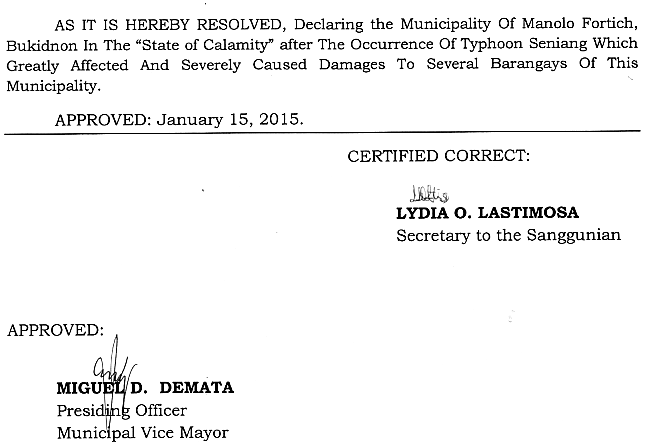 AS IT IS HEREBY RESOLVED, Declaring the Municipality Of Manolo Fortich,
Bukidnon In The “State of Calamity” after The Occurrence Of Typhoon Seniang Which
Greatly Affected And Severely Caused Damages To Several Barangays Of This
Municipality.
APPROVED: January 15, 2015.
CERTIFIED CORRECT:
LYDIA O. LASTIMOSA
Secretary to the Sanggunian
APPROVED:
MIGUEL D. DEMATA
Presiding Officer
Municipal Vice Mayor